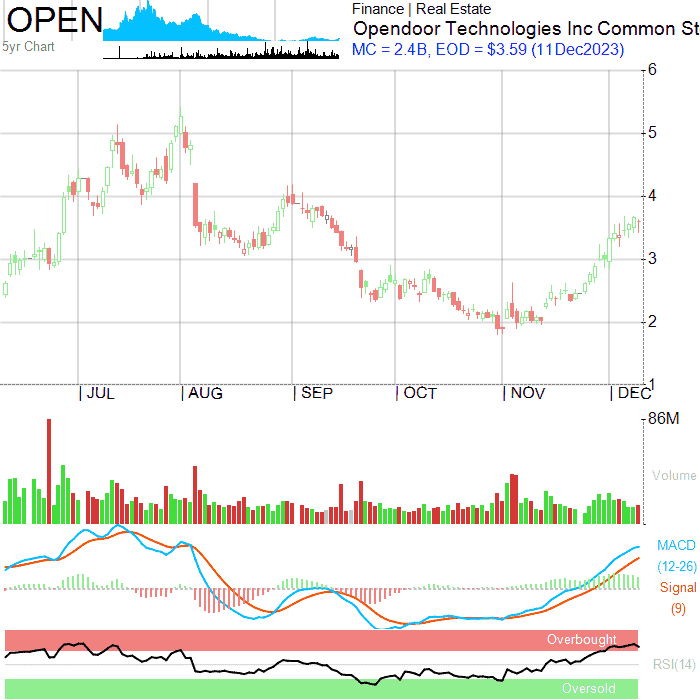 OPEN
5yr Chart
Finance | Real Estate
Opendoor Technologies Inc Common St
MC = 2.4B, EOD = $3.59 (11Dec2023)
6
5
4
3
2
1
JUL AUG SEP OCT NOV DEC
86M
Volume
MACD
(12-26)
Signal
(9)
Overbought
RSI(14)
Oversold